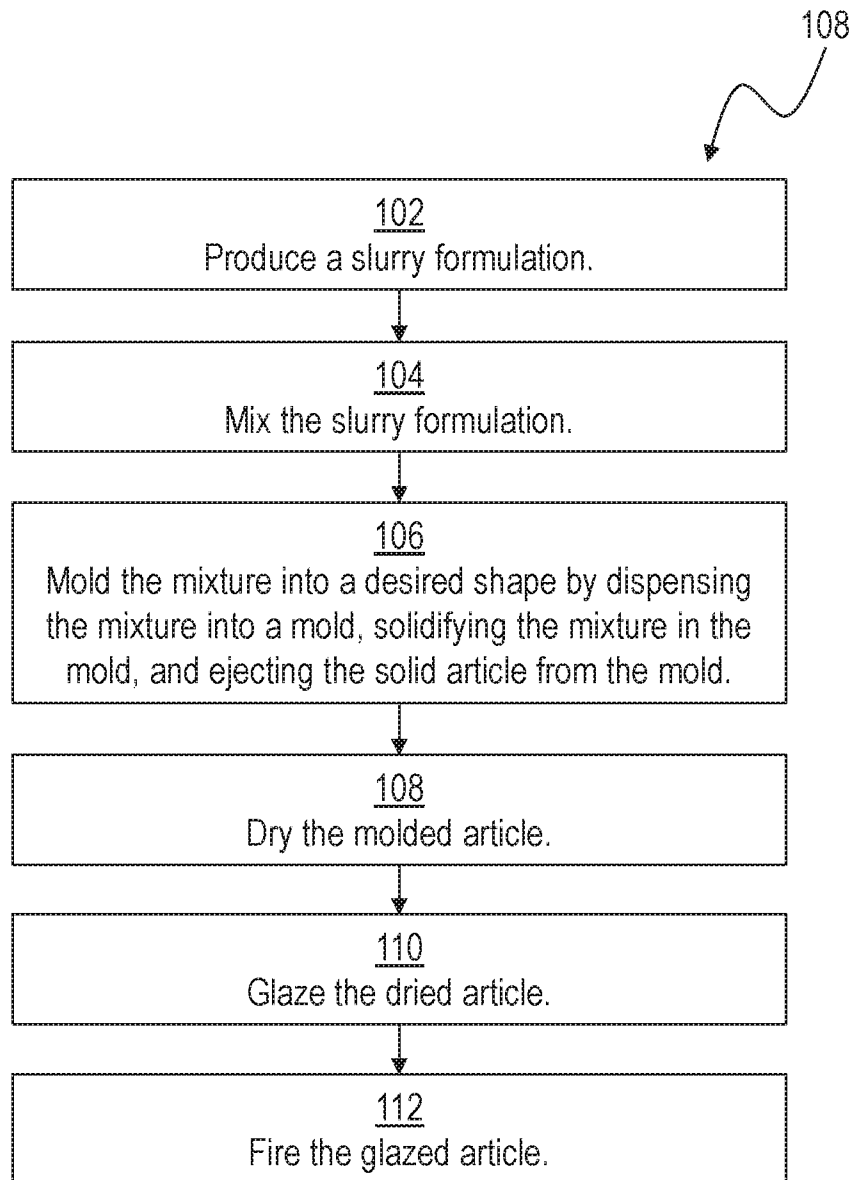 108
102
Produce a slurry formulation.
104
Mix the slurry formulation.
106
Mold the mixture into a desired shape by dispensing
the mixture into a mold, solidifying the mixture in the
mold, and ejecting the solid article from the mold.
108
Dry the molded article.
110
Glaze the dried article.
112
Fire the glazed article.